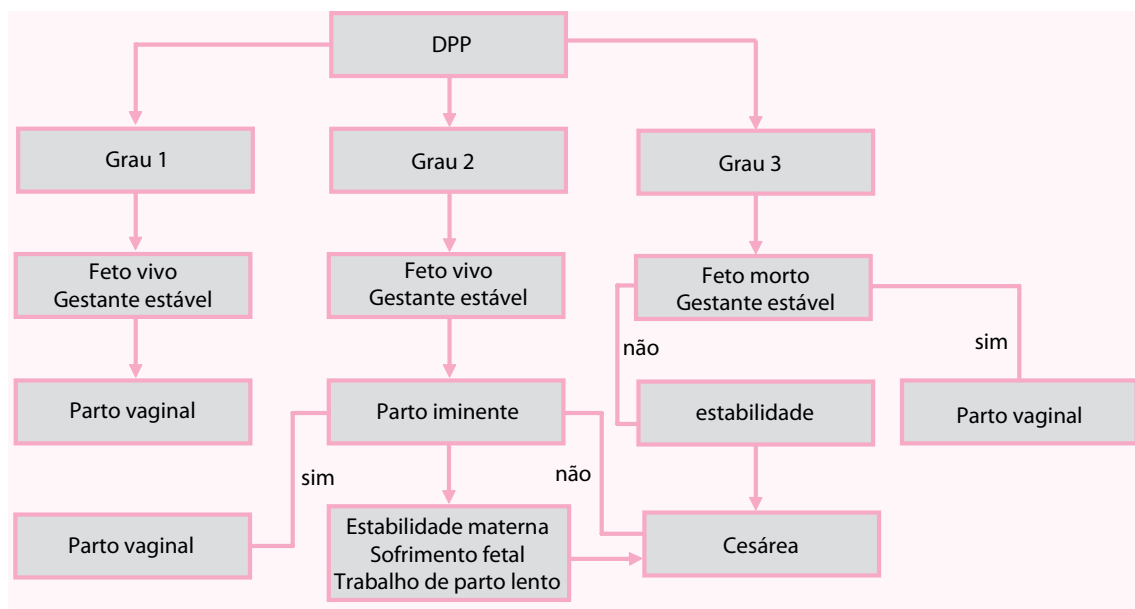 DPP
Grau 1
Grau 2
Grau 3
Feto vivo
Gestante estável
Feto vivo
Gestante estável
Feto morto
Gestante estável
não
sim
Parto vaginal
Parto iminente
estabilidade
Parto vaginal
sim
não
Parto vaginal
Estabilidade materna
Sofrimento fetal
Trabalho de parto lento
Cesárea